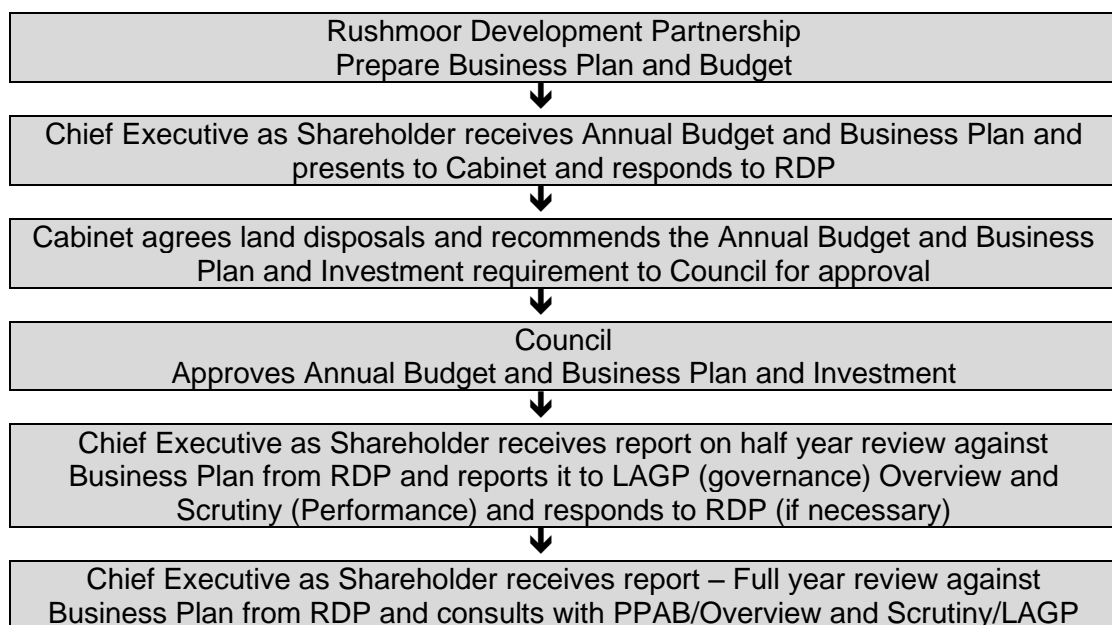 Rushmoor Development Partnership
Prepare Business Plan and Budget
Chief Executive as Shareholder receives Annual Budget and Business Plan and
presents to Cabinet and responds to RDP
Cabinet agrees land disposals and recommends the Annual Budget and Business
Plan and Investment requirement to Council for approval
Council
Approves Annual Budget and Business Plan and Investment
Chief Executive as Shareholder receives report on half year review against
Business Plan from RDP and reports it to LAGP (governance) Overview and
Scrutiny (Performance) and responds to RDP (if necessary)
Chief Executive as Shareholder receives report – Full year review against
Business Plan from RDP and consults with PPAB/Overview and Scrutiny/LAGP